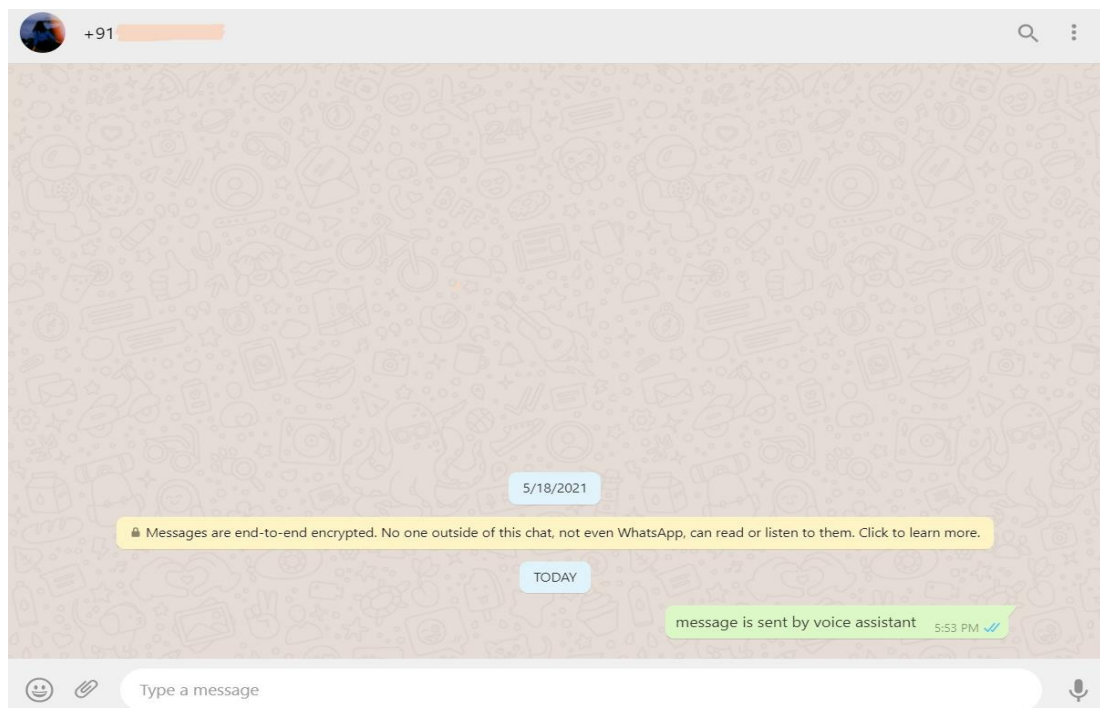 +91
5/18/2021
Messages are end-to-end encrypted. No one outside of this chat, not even WhatsApp, can read or listen to them. Click to learn more.
TODAY
message is sent by voice assistant 5:53 PM
Type a message